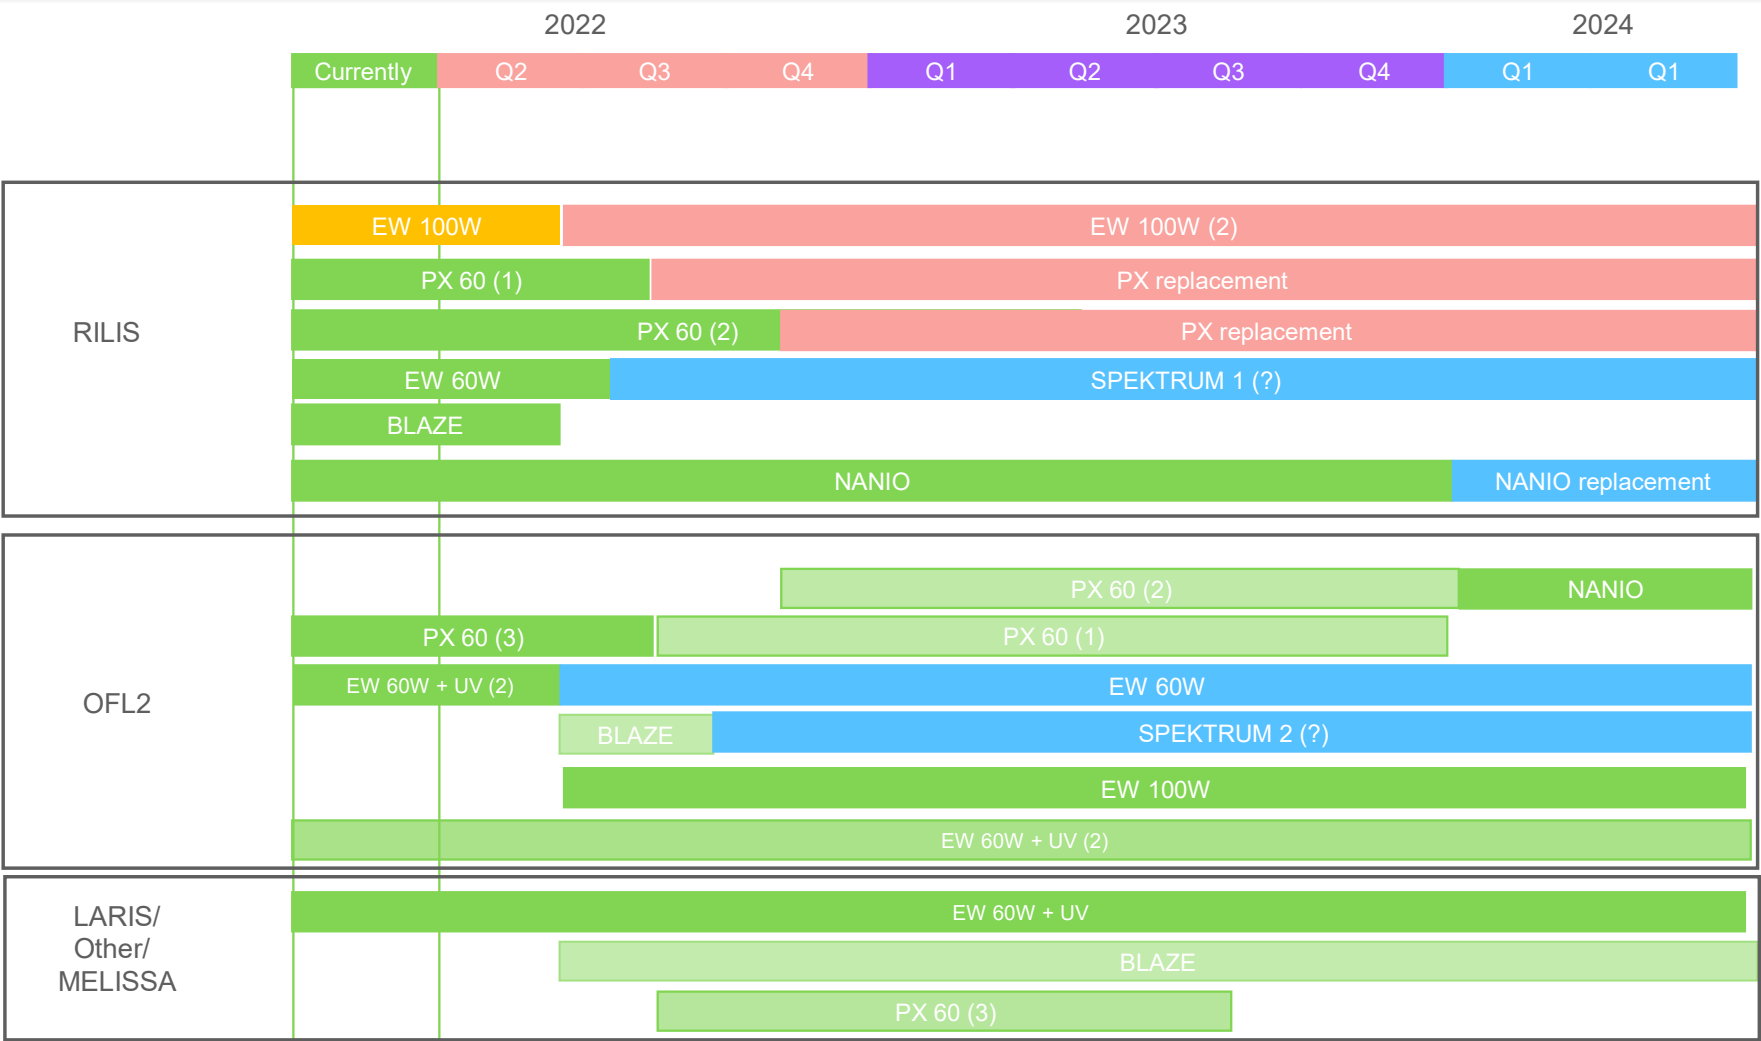 2022
2023
2024
Currently
Q2
Q3
Q4
Q1
Q2
Q3
Q4
Q1
Q1
RILIS
EW 100W
EW 100W (2)
PX 60 (1)
PX replacement
PX 60 (2)
PX replacement
EW 60W
SPEKTRUM 1 (?)
BLAZE
NANIO
NANIO replacement
OFL2
PX 60 (2)
NANIO
PX 60 (3)
PX 60 (1)
EW 60W + UV (2)
EW 60W
BLAZE
SPEKTRUM 2 (?)
EW 100W
EW 60W + UV (2)
LARIS/
Other/
MELISSA
EW 60W + UV
BLAZE
PX 60 (3)